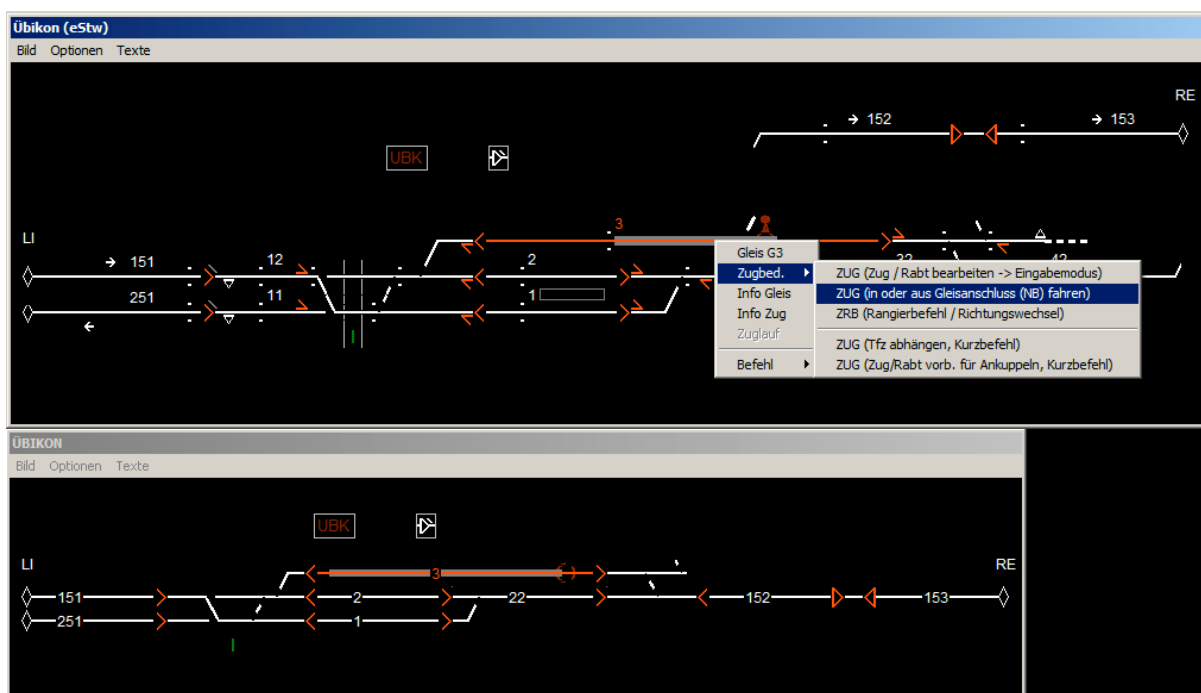 Übikon (eStw)
Bild Optionen Texte
RE
→ 152 → 153
UBK
3
LI
→ 151 12 2 32 42
251 11 1
←
Gleis G3
Zugbed.
Info Gleis
Info Zug
Zuglauf
Befehl
ZUG (Zug / Rabt bearbeiten -> Eingabemodus)
ZUG (in oder aus Gleisanschluss (NB) fahren)
ZRB (Rangierbefehl / Richtungswechsel)
ZUG (Tfz abhängen, Kurzbefehl)
ZUG (Zug/Rabt vorb. für Ankuppeln, Kurzbefehl)
ÜBIKON
Bild Optionen Texte
UBK
LI RE
3
151 2 22 152 153
251 1